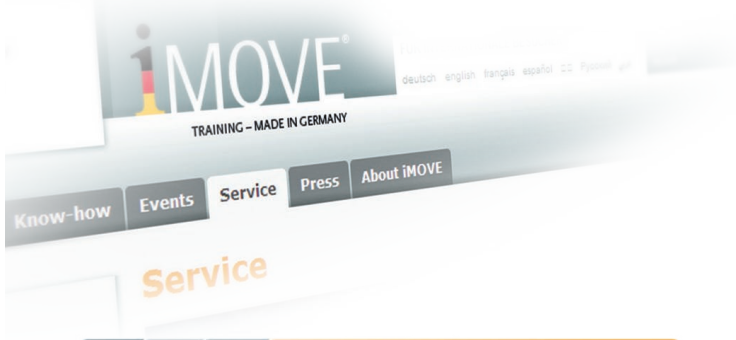 iMOVE®
deutsch english français español
TRAINING – MADE IN GERMANY
Know-how Events Service Press About iMOVE
Service